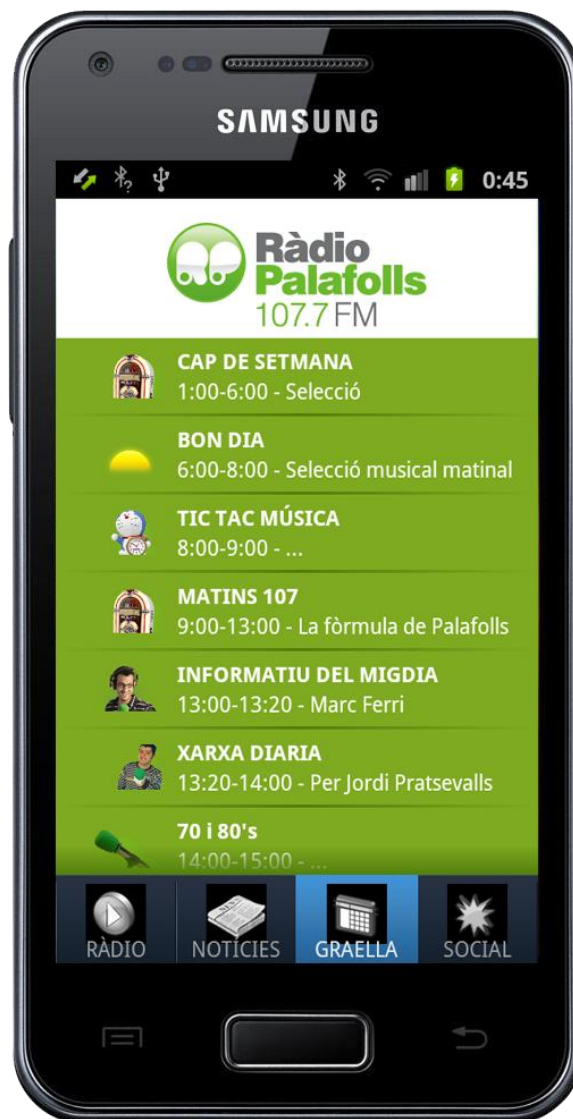 SAMSUNG
0:45
Ràdio
Palafolls
107.7 FM
CAP DE SETMANA
1:00-6:00 - Selecció
BON DIA
6:00-8:00 - Selecció musical matinal
TIC TAC MÚSICA
8:00-9:00 - ...
MATINS 107
9:00-13:00 - La fòrmula de Palafolls
INFORMATIU DEL MIGDIA
13:00-13:20 - Marc Ferri
XARXA DIARIA
13:20-14:00 - Per Jordi Pratsevalls
70 i 80's
14:00-15:00 - ...
RÀDIO
NOTÍCIES
GRAELLA
SOCIAL